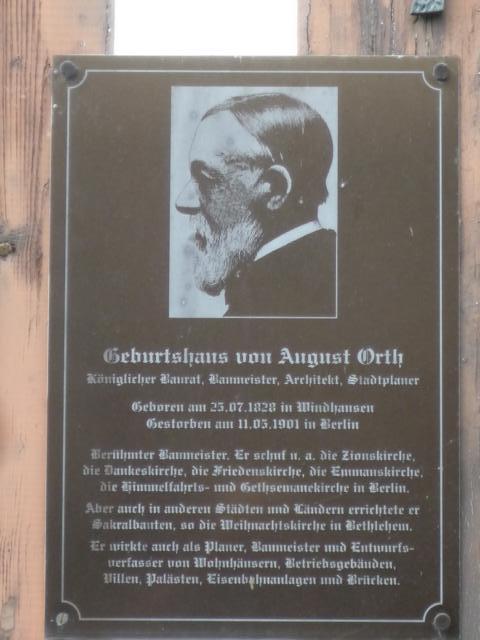 Geburtshaus von August Orth
Königlicher Baurat, Baumeister, Architekt, Stadtplaner
Geboren am 25.07.1828 in Windhausen
Gestorben am 11.05.1901 in Berlin
Berühmter Baumeister. Er schuf u. a. die Zionskirche,
die Dankeskirche, die Friedenskirche, die Emmauskirche,
die Himmelfahrts- und Gethsemanekirche in Berlin.
Aber auch in anderen Städten und Ländern errichtete er
Sakralbauten, so die Weihnachtskirche in Bethlehem.
Er wirkte auch als Planer, Baumeister und Entwurfs-
verfasser von Wohnhäusern, Betriebsgebäuden,
Villen, Palästen, Eisenbahnanlagen und Brücken.